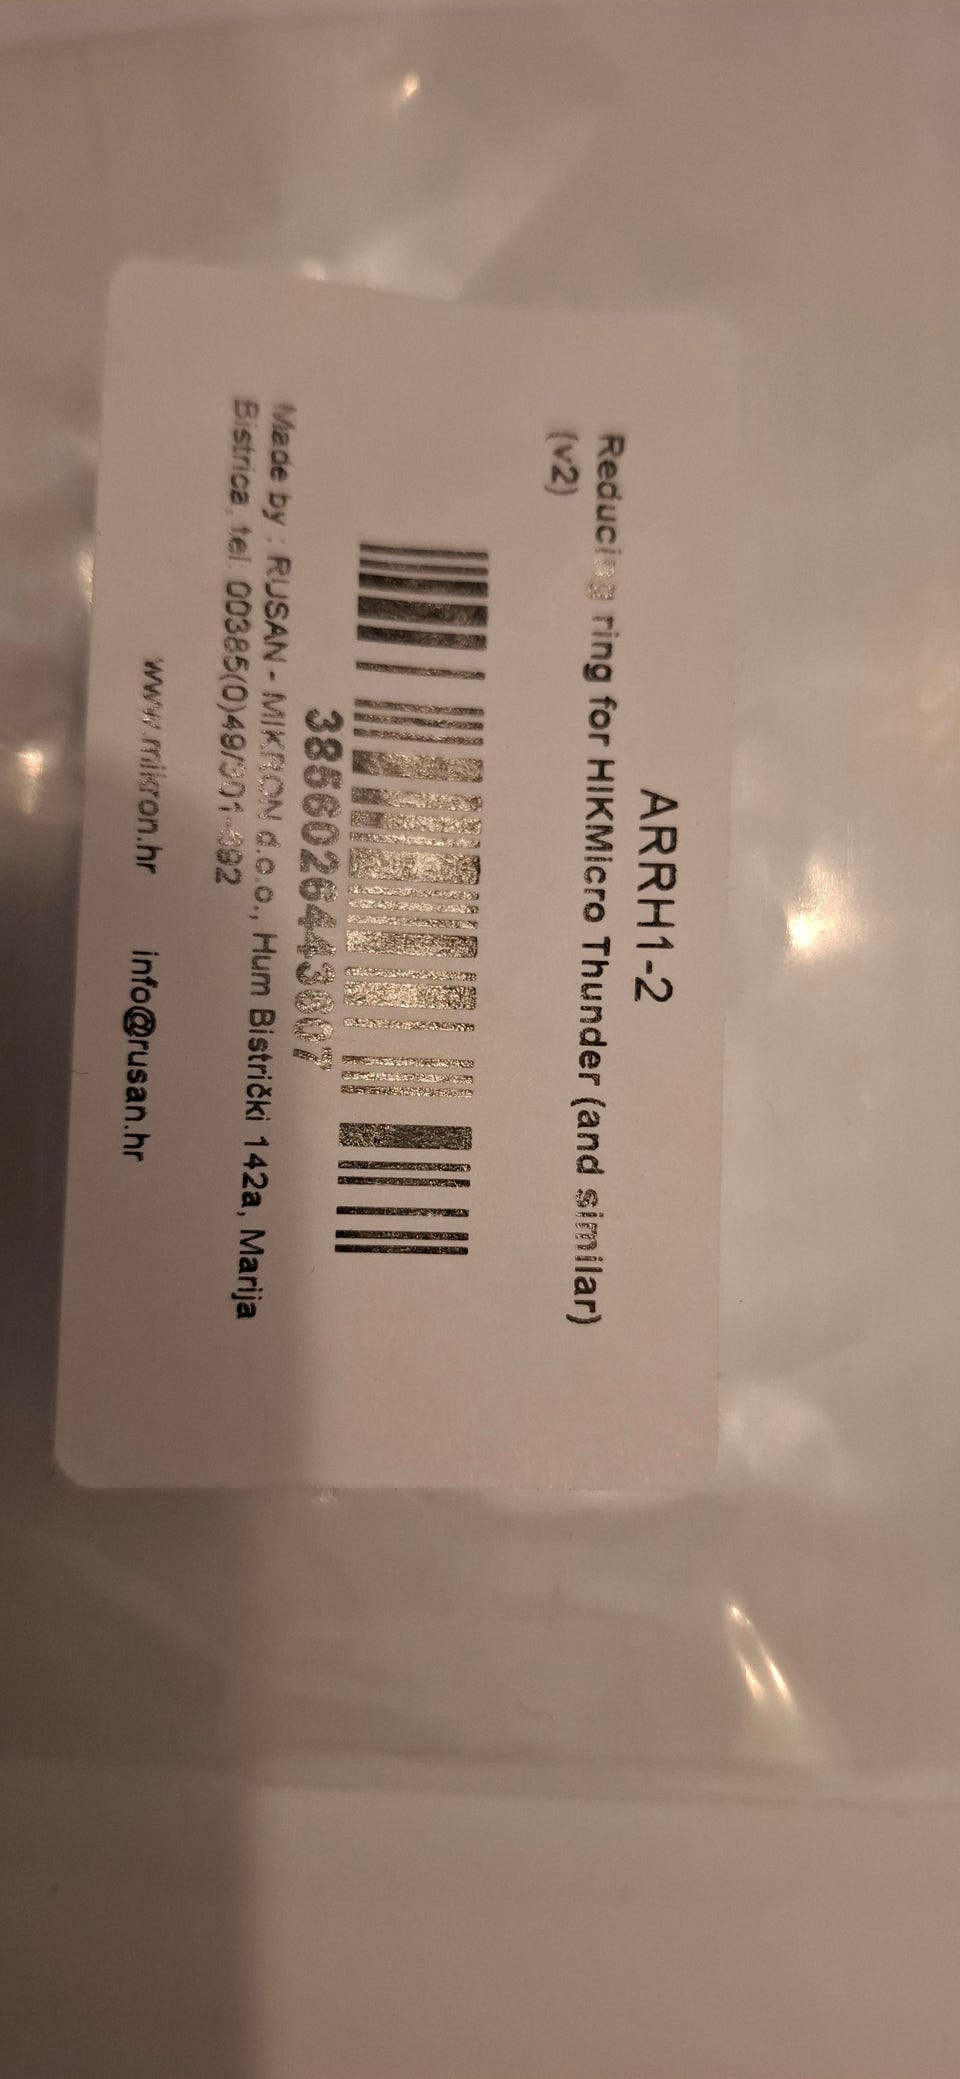 ARRH1-2
Reducing ring for HIKMicro Thunder (and similar)
(v2)
3856026443607
Made by : RUSAN - MIKRON d.o.o., Hum Bistrički 142a, Marija
Bistrica, tel: 00385(0)49/301-982
www.mikron.hr info@rusan.hr